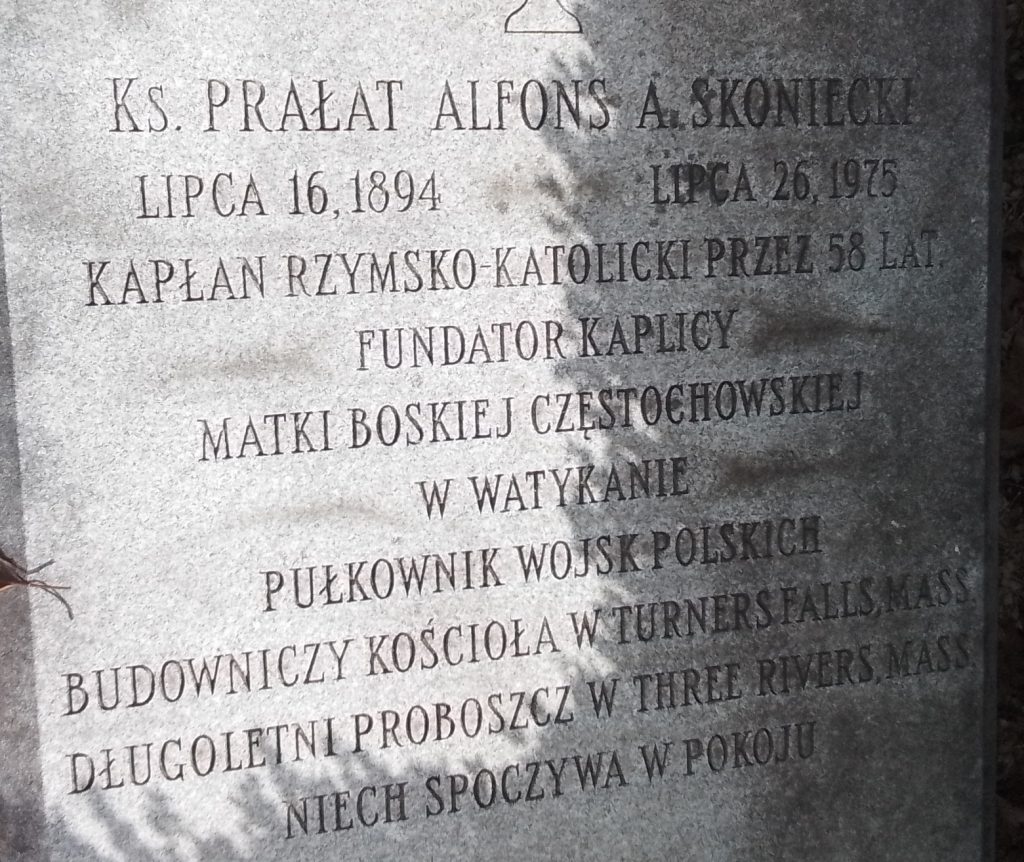 Ks. PRAŁAT ALFONS A. SKONIECKI
LIPCA 16, 1894 LIPCA 26, 1975
KAPŁAN RZYMSKO-KATOLICKI PRZEZ 58 LAT.
FUNDATOR KAPLICY
MATKI BOSKIEJ CZĘSTOCHOWSKIEJ
W WATYKANIE
PUŁKOWNIK WOJSK POLSKICH
BUDOWNICZY KOŚCIOŁA W TURNERS FALLS, MASS.
DŁUGOLETNI PROBOSZCZ W THREE RIVERS, MASS.
NIECH SPOCZYWA W POKOJU